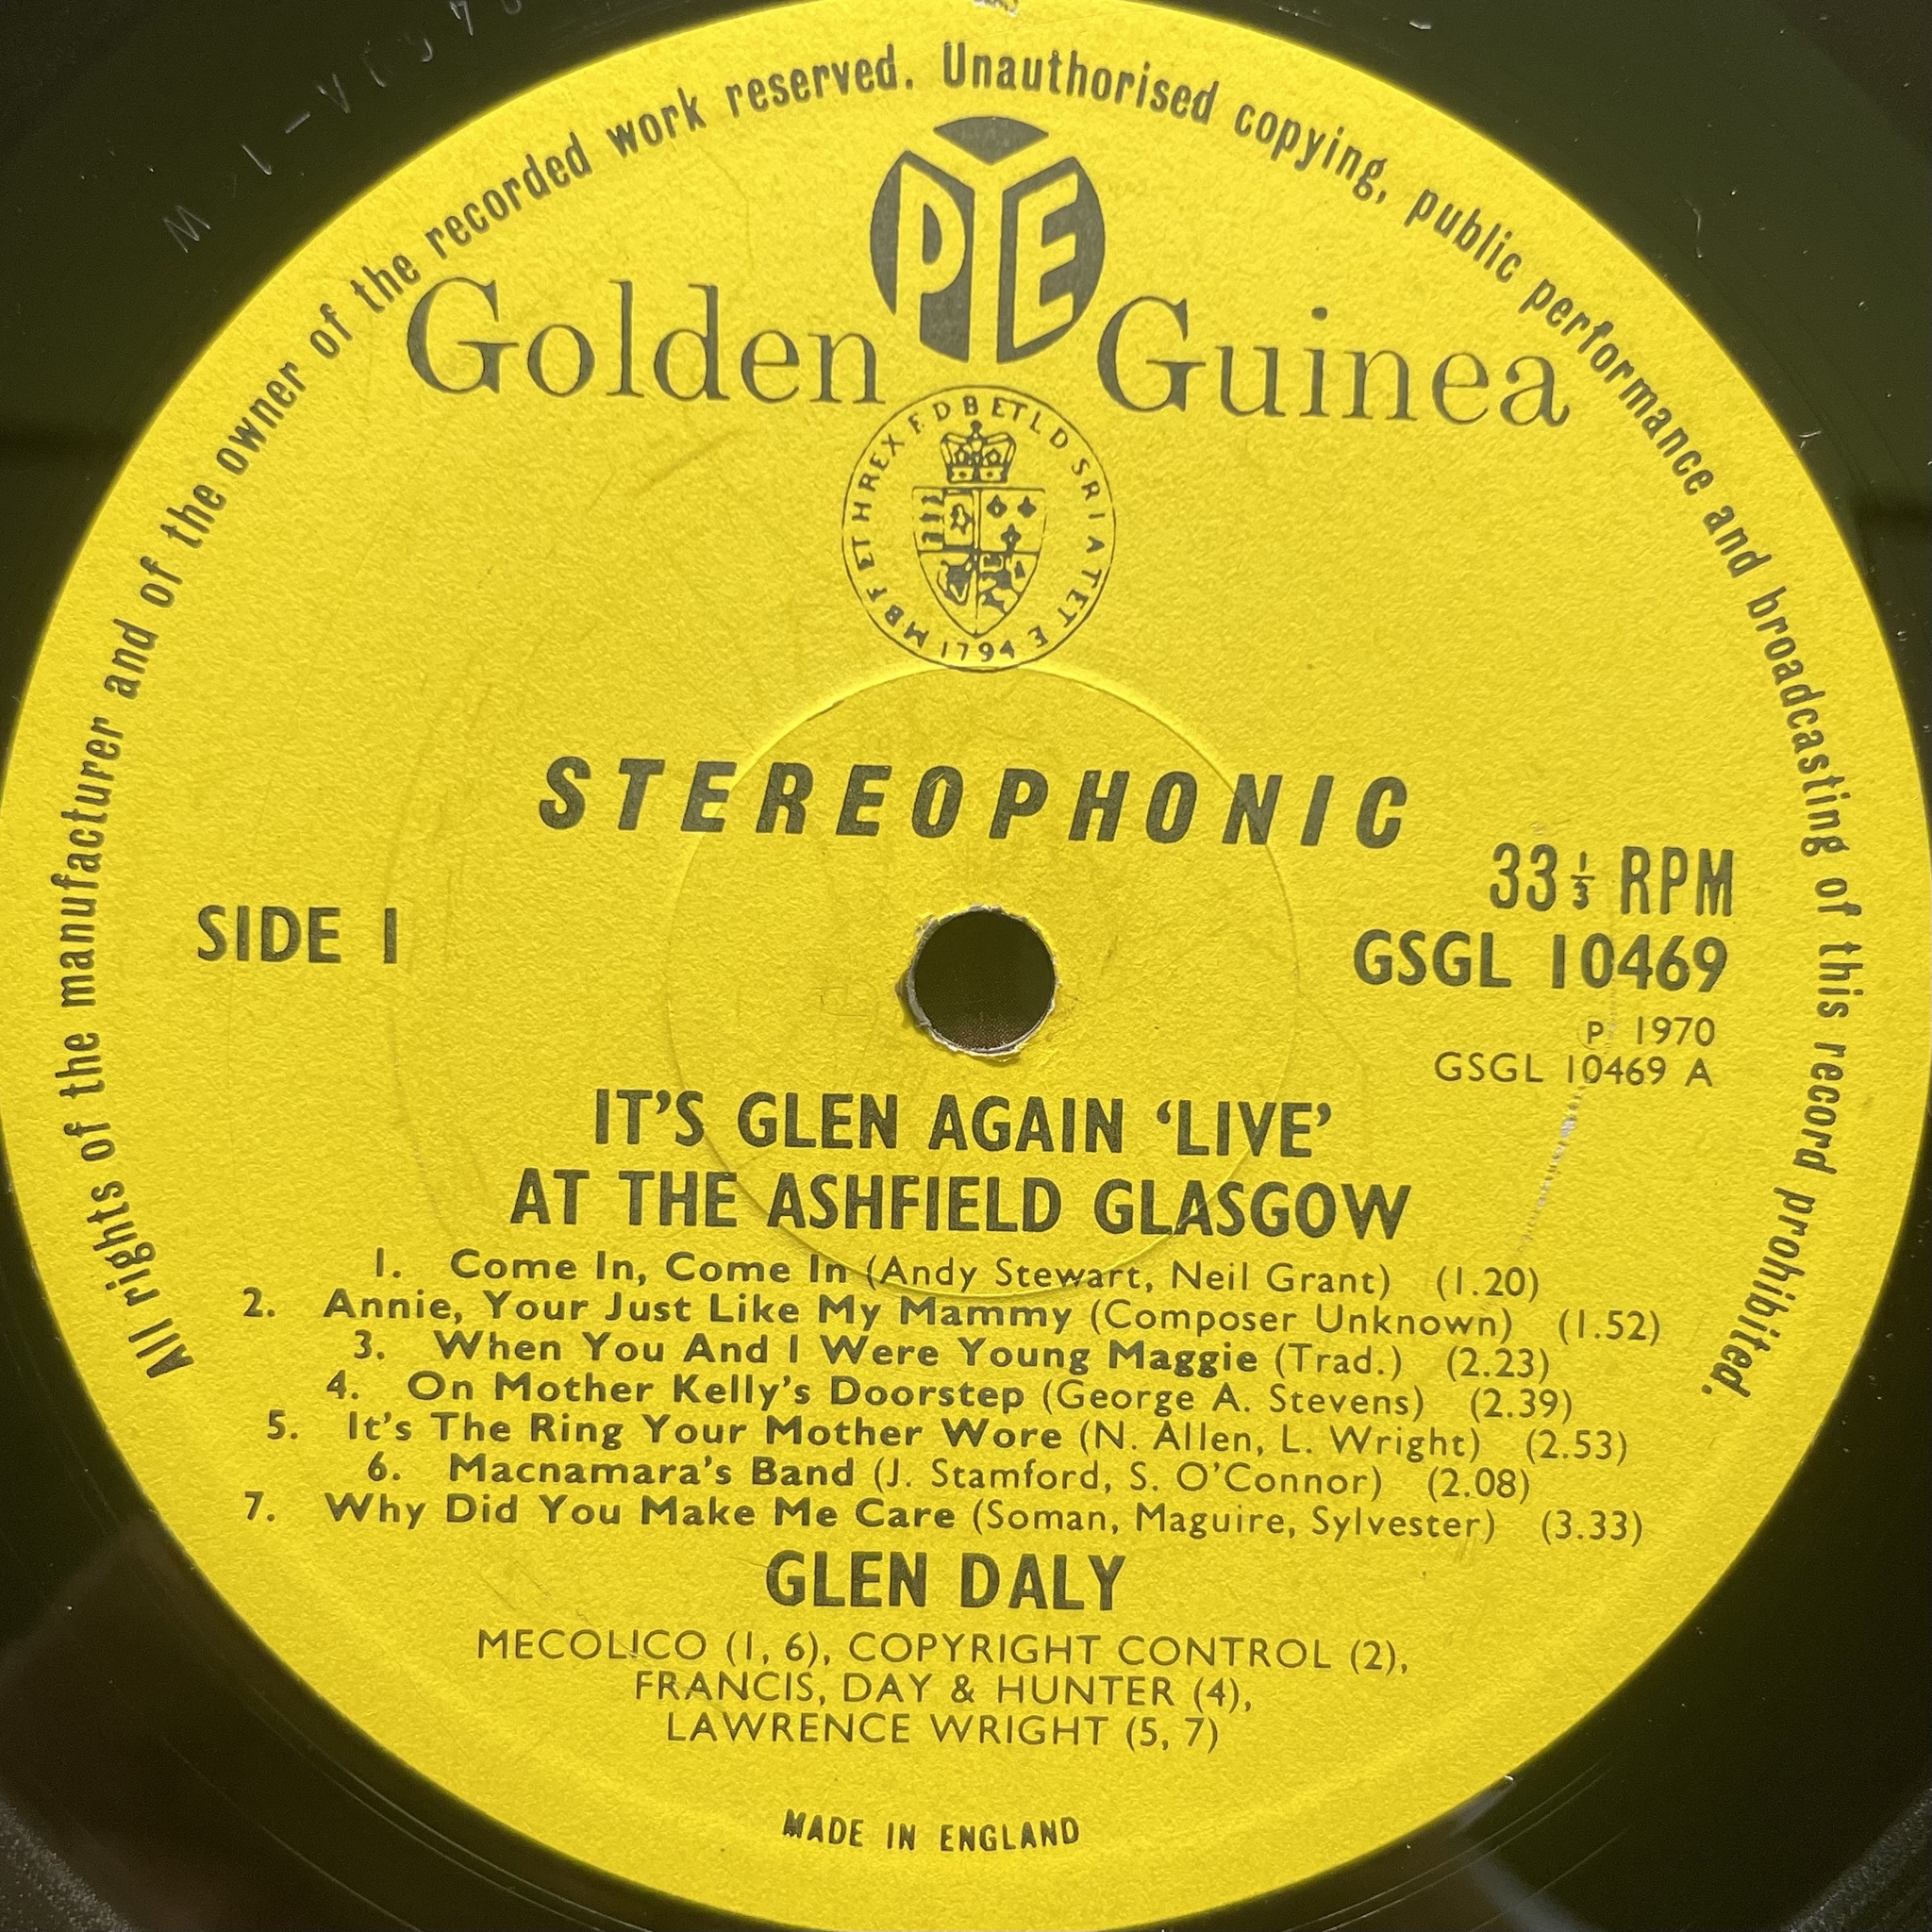 All rights of the manufacturer and of the owner of the recorded work reserved. Unauthorised copying, public performance and broadcasting of this record prohibited.
PYE
Golden Guinea
1794
STEREOPHONIC
33⅓ RPM
SIDE 1
GSGL 10469
℗ 1970
GSGL 10469 A
IT'S GLEN AGAIN 'LIVE'
AT THE ASHFIELD GLASGOW
1. Come In, Come In (Andy Stewart, Neil Grant) (1.20)
2. Annie, Your Just Like My Mammy (Composer Unknown) (1.52)
3. When You And I Were Young Maggie (Trad.) (2.23)
4. On Mother Kelly's Doorstep (George A. Stevens) (2.39)
5. It's The Ring Your Mother Wore (N. Allen, L. Wright) (2.53)
6. Macnamara's Band (J. Stamford, S. O'Connor) (2.08)
7. Why Did You Make Me Care (Soman, Maguire, Sylvester) (3.33)
GLEN DALY
MECOLICO (1, 6), COPYRIGHT CONTROL (2),
FRANCIS, DAY & HUNTER (4),
LAWRENCE WRIGHT (5, 7)
MADE IN ENGLAND